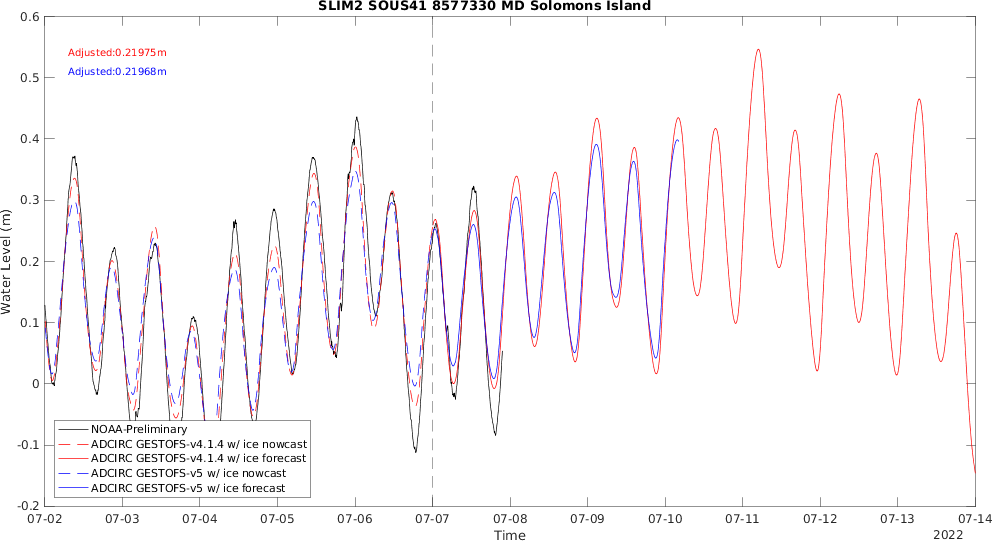 SLIM2 SOUS41 8577330 MD Solomons Island
0.6
0.5
0.4
0.3
0.2
0.1
0
-0.1
-0.2
Water Level (m)
Adjusted:0.21975m
Adjusted:0.21968m
NOAA-Preliminary
ADCIRC GESTOFS-v4.1.4 w/ ice nowcast
ADCIRC GESTOFS-v4.1.4 w/ ice forecast
ADCIRC GESTOFS-v5 w/ ice nowcast
ADCIRC GESTOFS-v5 w/ ice forecast
07-02 07-03 07-04 07-05 07-06 07-07 07-08 07-09 07-10 07-11 07-12 07-13 07-14
Time
2022